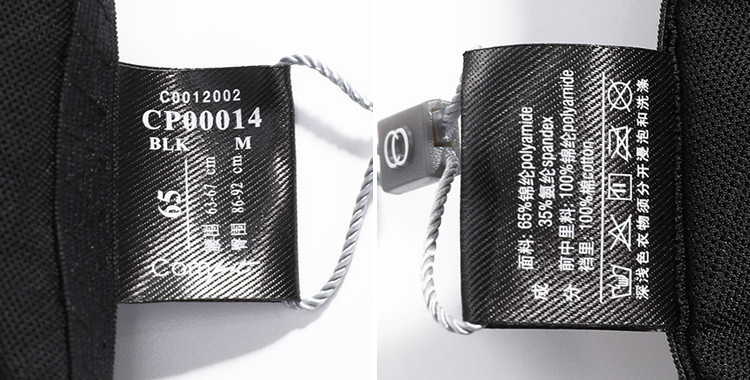 C0012002
CP00014
BLK M
65
腰围 63-67 cm
臀围 86-92 cm
成 分
面料: 65%锦纶polyamide
35%氨纶spandex
前中里料: 100%锦纶polyamide
裆里: 100%棉cotton
深浅色衣物须分开浸泡和洗涤